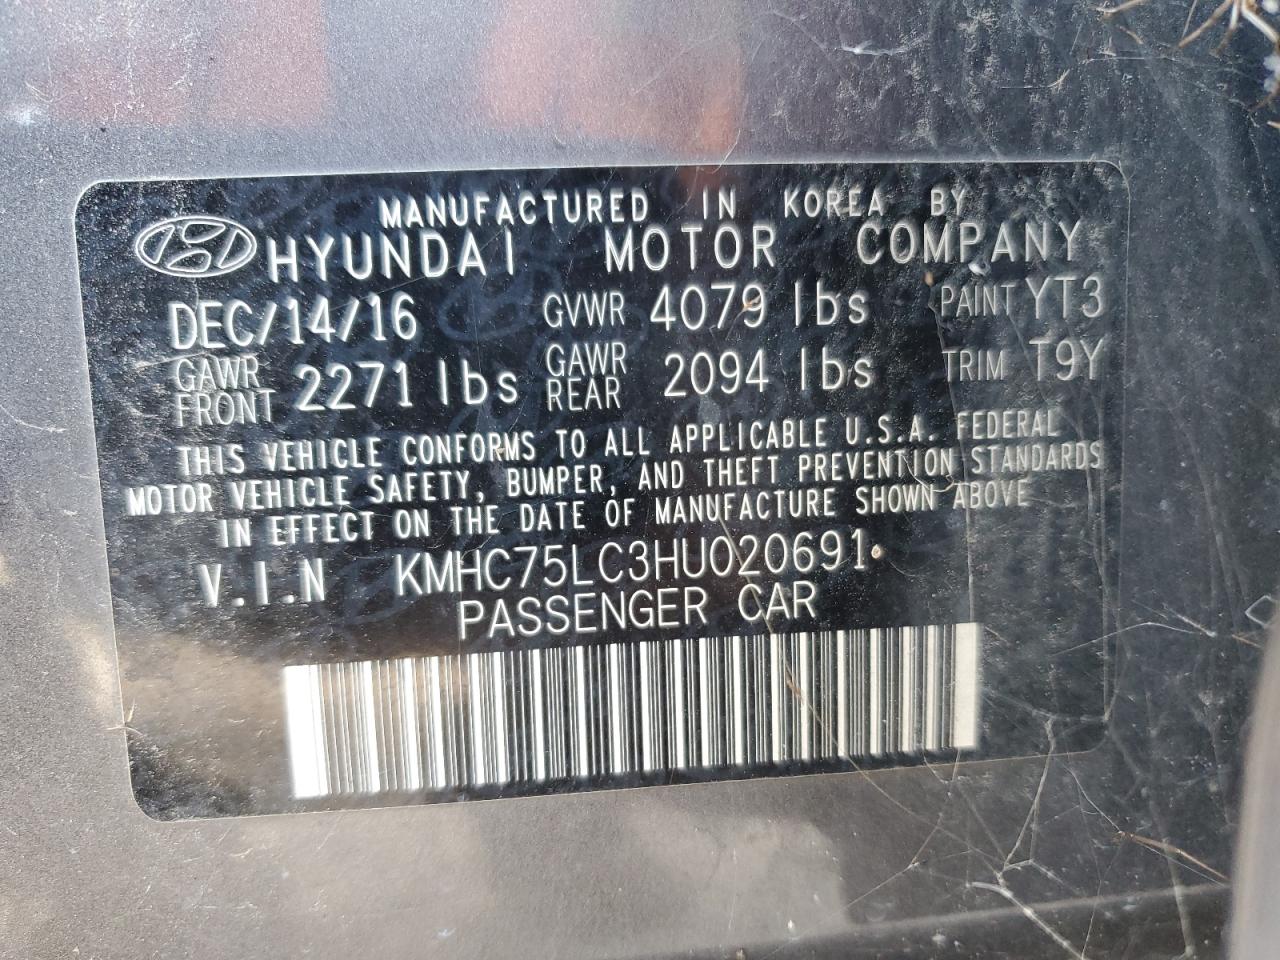 MANUFACTURED IN KOREA BY
HYUNDAI MOTOR COMPANY
DEC/14/16 GVWR 4079 lbs PAINT YT3
GAWR FRONT 2271 lbs GAWR REAR 2094 lbs TRIM T9Y
THIS VEHICLE CONFORMS TO ALL APPLICABLE U.S.A. FEDERAL
MOTOR VEHICLE SAFETY, BUMPER, AND THEFT PREVENTION STANDARDS
IN EFFECT ON THE DATE OF MANUFACTURE SHOWN ABOVE
V.I.N KMHC75LC3HU020691
PASSENGER CAR